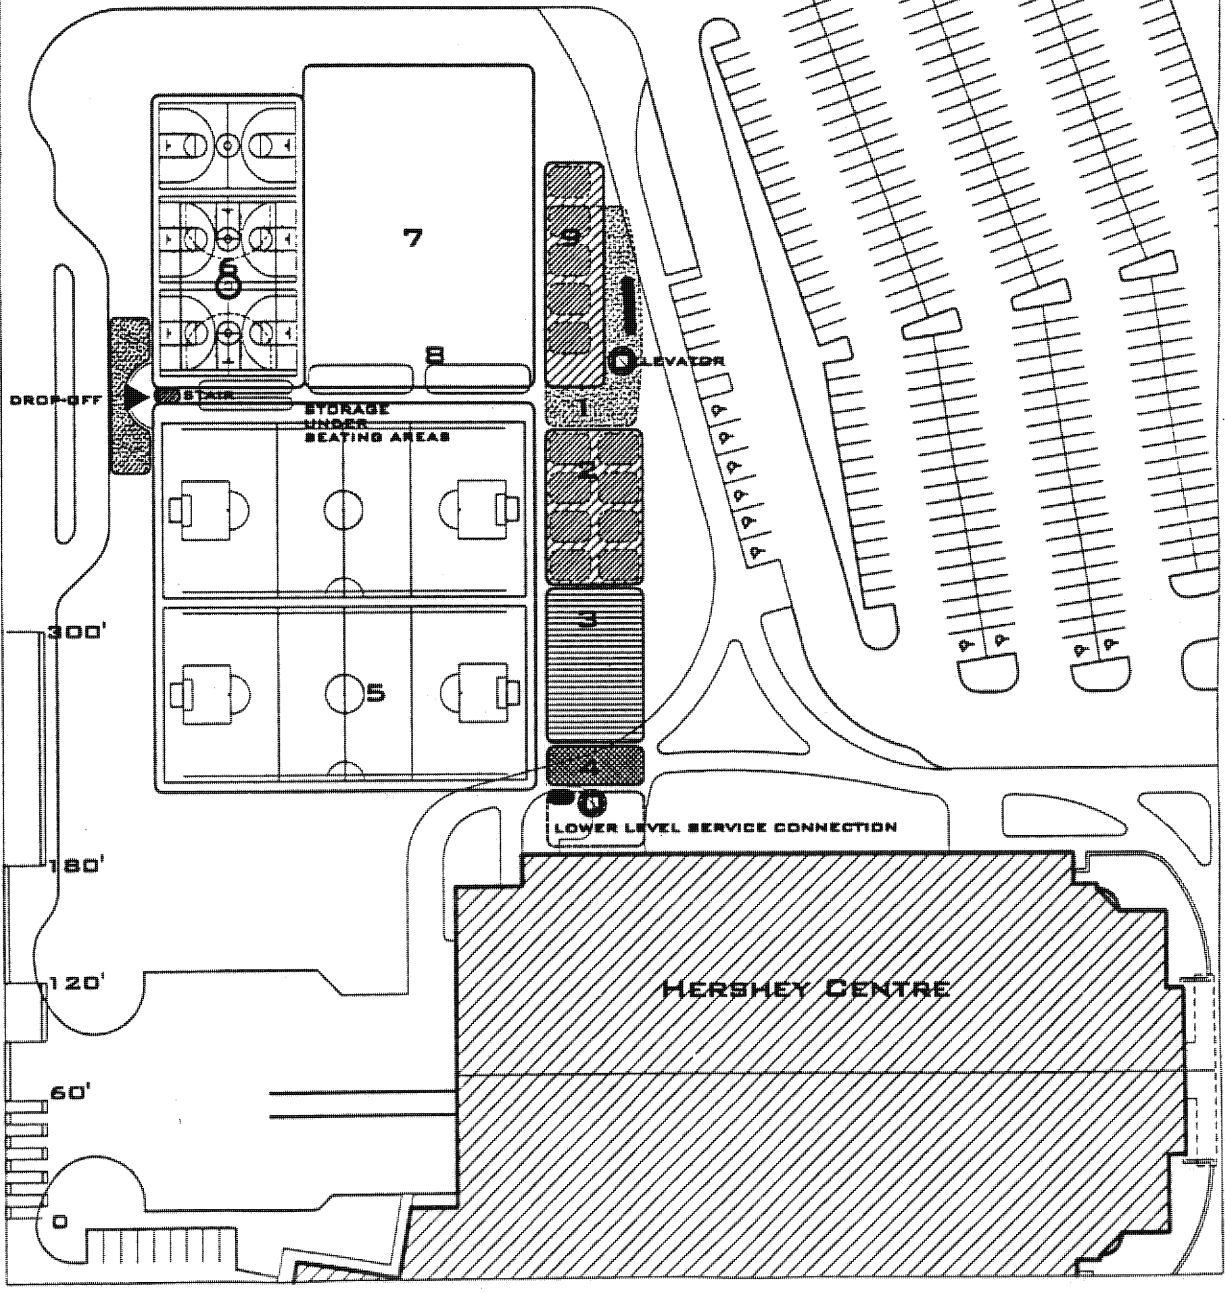 7
9
6
8
ELEVATOR
DROP-OFF
STAIR
1
STORAGE
UNDER
SEATING AREAS
2
3
300'
5
4
LOWER LEVEL SERVICE CONNECTION
180'
120'
HERSHEY CENTRE
60'
0